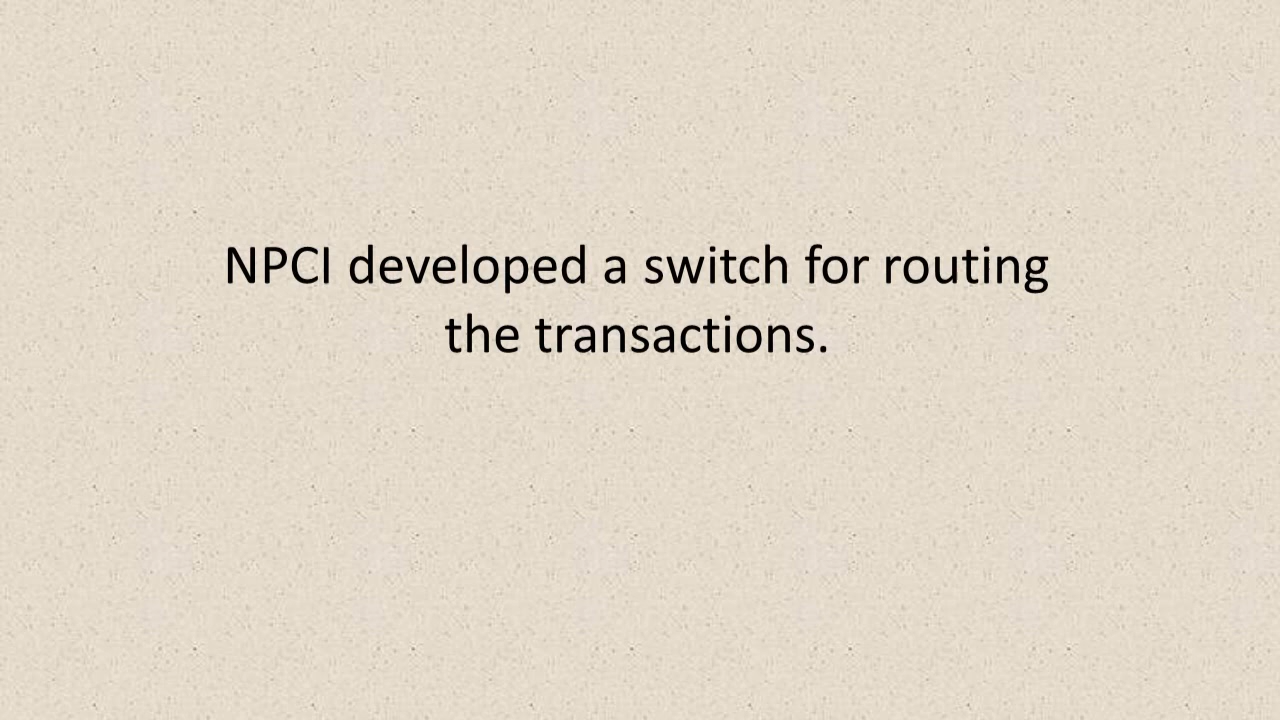 NPCI developed a switch for routing
the transactions.